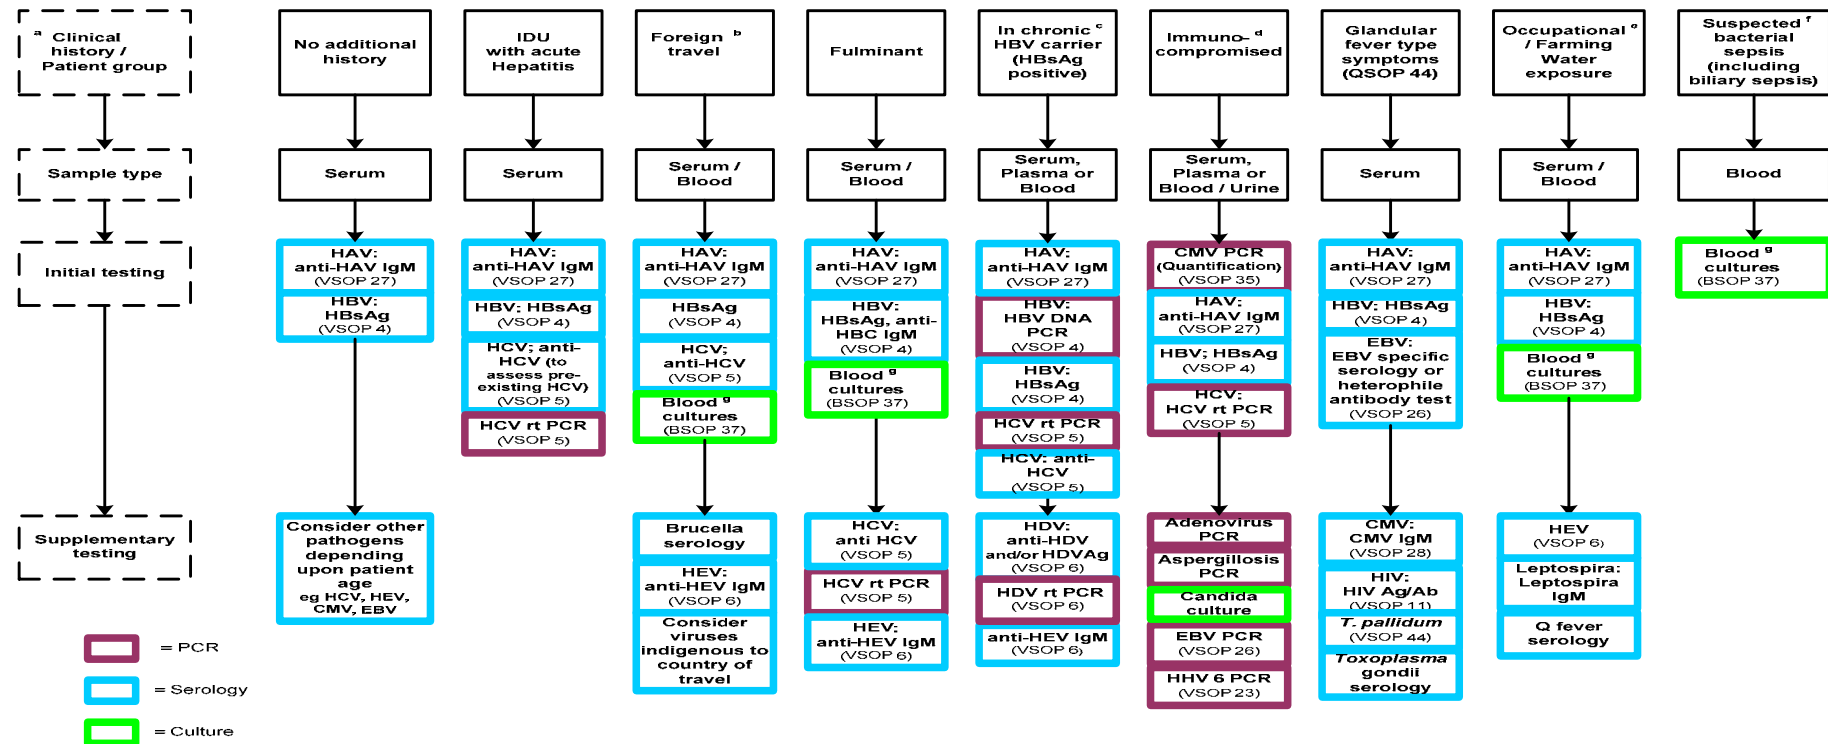 a Clinical
history /
Patient group
No additional
history
IDU
with acute
Hepatitis
Foreign b
travel
Fulminant
In chronic c
HBV carrier
(HBsAg
positive)
Immuno- d
compromised
Glandular
fever type
symptoms
(QSOP 44)
Occupational e
/ Farming
Water
exposure
Suspected f
bacterial
sepsis
(including
biliary sepsis)
Sample type
Serum
Serum
Serum /
Blood
Serum /
Blood
Serum,
Plasma or
Blood
Serum,
Plasma or
Blood / Urine
Serum
Serum /
Blood
Blood
Initial testing
HAV:
anti-HAV IgM
(VSOP 27)
HBV:
HBsAg
(VSOP 4)
HAV:
anti-HAV IgM
(VSOP 27)
HBV; HBsAg
(VSOP 4)
HCV; anti-
HCV (to
assess pre-
existing HCV)
(VSOP 5)
HCV rt PCR
(VSOP 5)
HAV:
anti-HAV IgM
(VSOP 27)
HBsAg
(VSOP 4)
HCV;
anti-HCV
(VSOP 5)
Blood g
cultures
(BSOP 37)
HAV:
anti-HAV IgM
(VSOP 27)
HBV:
HBsAg, anti-
HBC IgM
(VSOP 4)
Blood g
cultures
(BSOP 37)
HAV:
anti-HAV IgM
(VSOP 27)
HBV:
HBV DNA
PCR
(VSOP 4)
HBV:
HBsAg
(VSOP 4)
HCV rt PCR
(VSOP 5)
HCV: anti-
HCV
(VSOP 5)
CMV PCR
(Quantification)
(VSOP 35)
HAV:
anti-HAV IgM
(VSOP 27)
HBV; HBsAg
(VSOP 4)
HCV:
HCV rt PCR
(VSOP 5)
HAV:
anti-HAV IgM
(VSOP 27)
HBV; HBsAg
(VSOP 4)
EBV:
EBV specific
serology or
heterophile
antibody test
(VSOP 26)
HAV:
anti-HAV IgM
(VSOP 27)
HBV:
HBsAg
(VSOP 4)
Blood g
cultures
(BSOP 37)
Blood g
cultures
(BSOP 37)
Supplementary
testing
Consider other
pathogens
depending
upon patient
age
eg HCV, HEV,
CMV, EBV
Brucella
serology
HEV:
anti-HEV IgM
(VSOP 6)
Consider
viruses
indigenous to
country of
travel
HCV:
anti HCV
(VSOP 5)
HCV rt PCR
(VSOP 5)
HEV:
anti-HEV IgM
(VSOP 6)
HDV:
anti-HDV
and/or HDVAg
(VSOP 6)
HDV rt PCR
(VSOP 6)
anti-HEV IgM
(VSOP 6)
Adenovirus
PCR
Aspergillosis
PCR
Candida
culture
EBV PCR
(VSOP 26)
HHV 6 PCR
(VSOP 23)
CMV:
CMV IgM
(VSOP 28)
HIV:
HIV Ag/Ab
(VSOP 11)
T. pallidum
(VSOP 44)
Toxoplasma
gondii
serology
HEV
(VSOP 6)
Leptospira:
Leptospira
IgM
Q fever
serology
= PCR
= Serology
= Culture